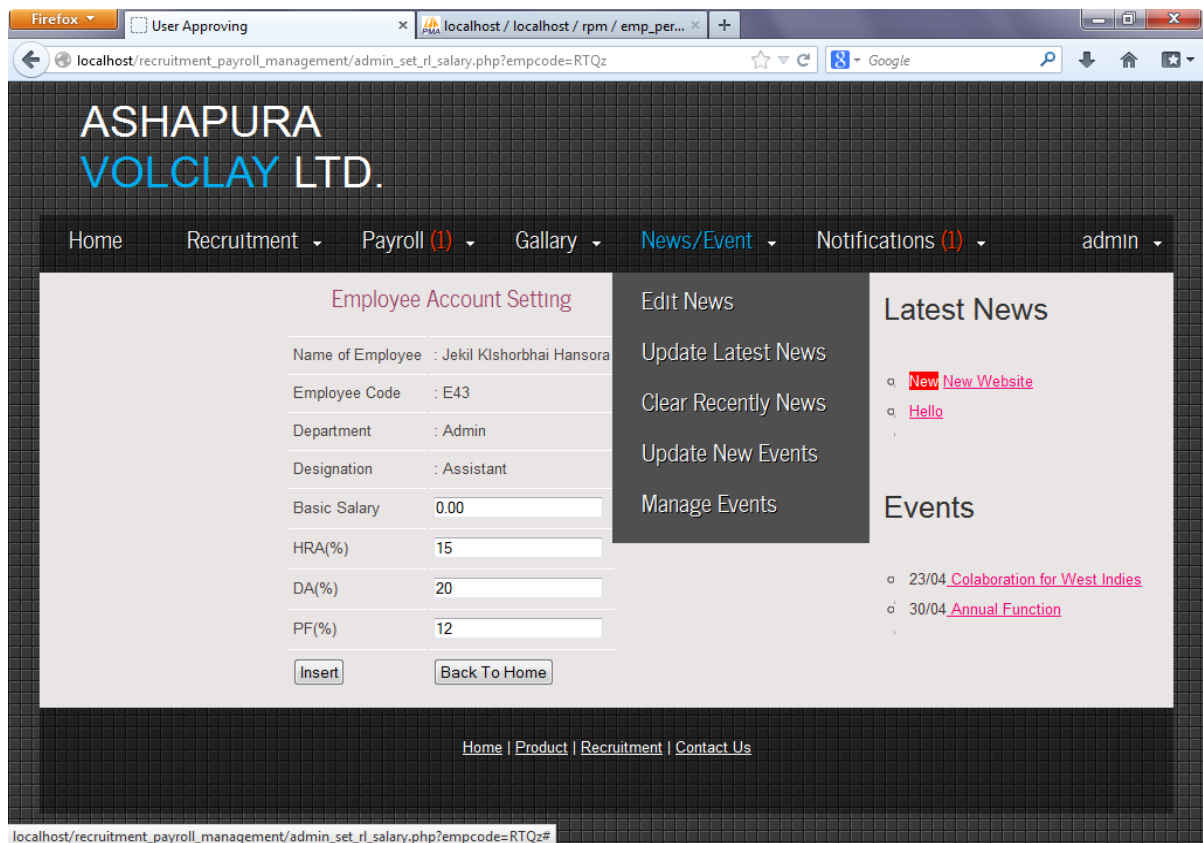 Firefox
User Approving
localhost / localhost / rpm / emp_per...
localhost/recruitment_payroll_management/admin_set_rl_salary.php?empcode=RTQz
Google
ASHAPURA
VOLCLAY LTD.
Home Recruitment Payroll (1) Gallary News/Event Notifications (1) admin
Employee Account Setting
Name of Employee : Jekil KIshorbhai Hansora
Employee Code : E43
Department : Admin
Designation : Assistant
Basic Salary 0.00
HRA(%) 15
DA(%) 20
PF(%) 12
Insert Back To Home
Edit News
Update Latest News
Clear Recently News
Update New Events
Manage Events
Latest News
New New Website
Hello
Events
23/04 Colaboration for West Indies
30/04 Annual Function
Home | Product | Recruitment | Contact Us
localhost/recruitment_payroll_management/admin_set_rl_salary.php?empcode=RTQz#